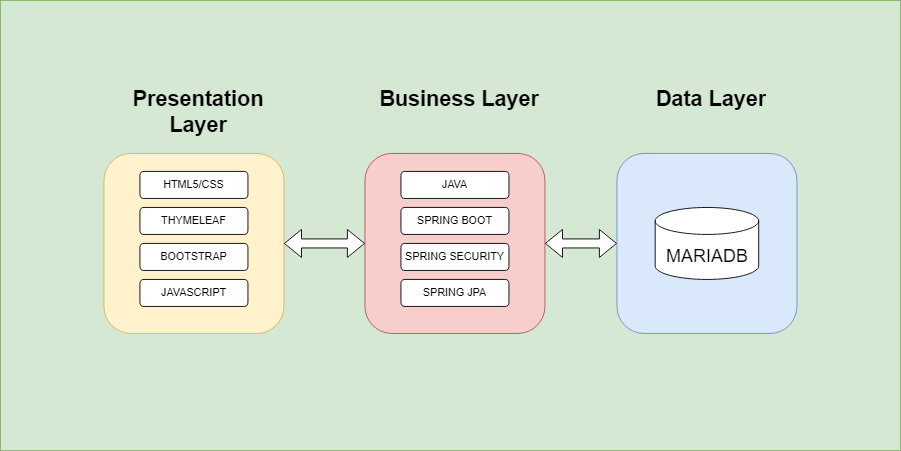 Presentation
Layer
Business Layer
Data Layer
HTML5/CSS
THYMELEAF
BOOTSTRAP
JAVASCRIPT
JAVA
SPRING BOOT
SPRING SECURITY
SPRING JPA
MARIADB